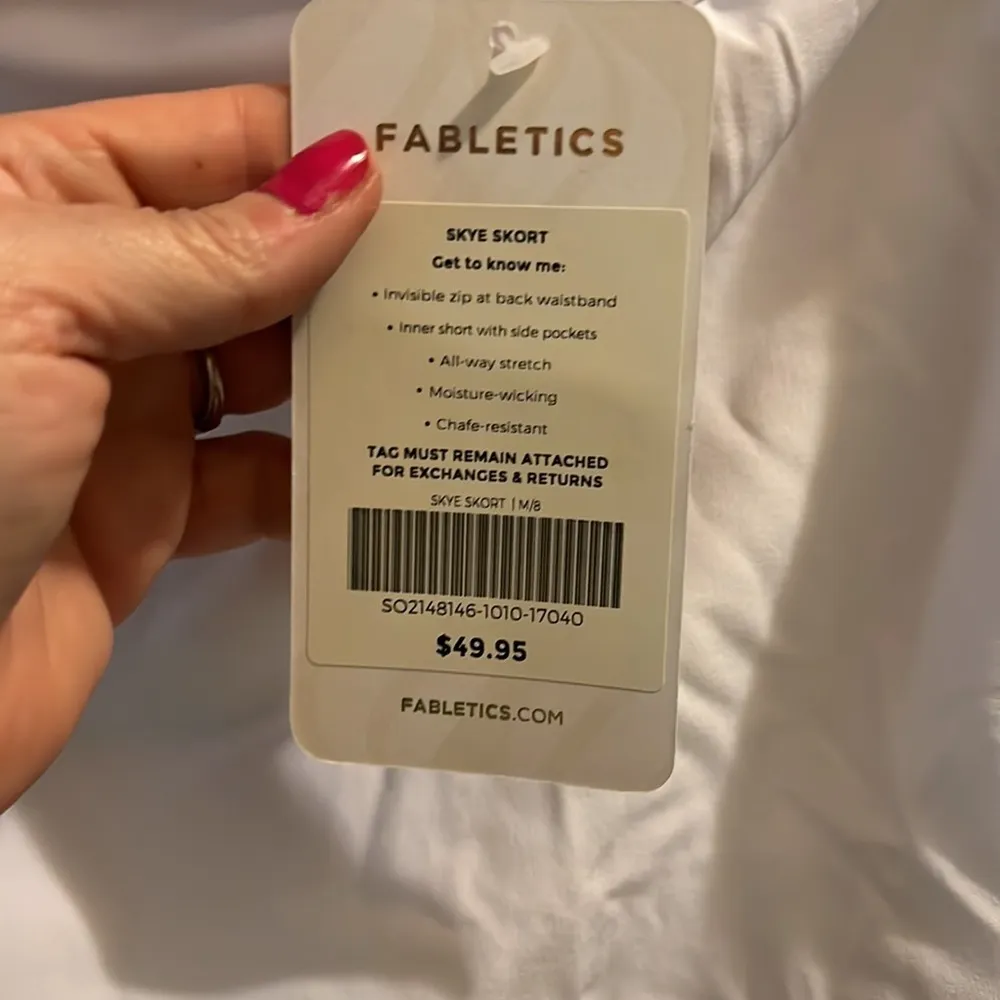 FABLETICS
SKYE SKORT
Get to know me:
• Invisible zip at back waistband
• Inner short with side pockets
• All-way stretch
• Moisture-wicking
• Chafe-resistant
TAG MUST REMAIN ATTACHED
FOR EXCHANGES & RETURNS
SKYE SKORT | M/8
SO2148146-1010-17040
$49.95
FABLETICS.COM